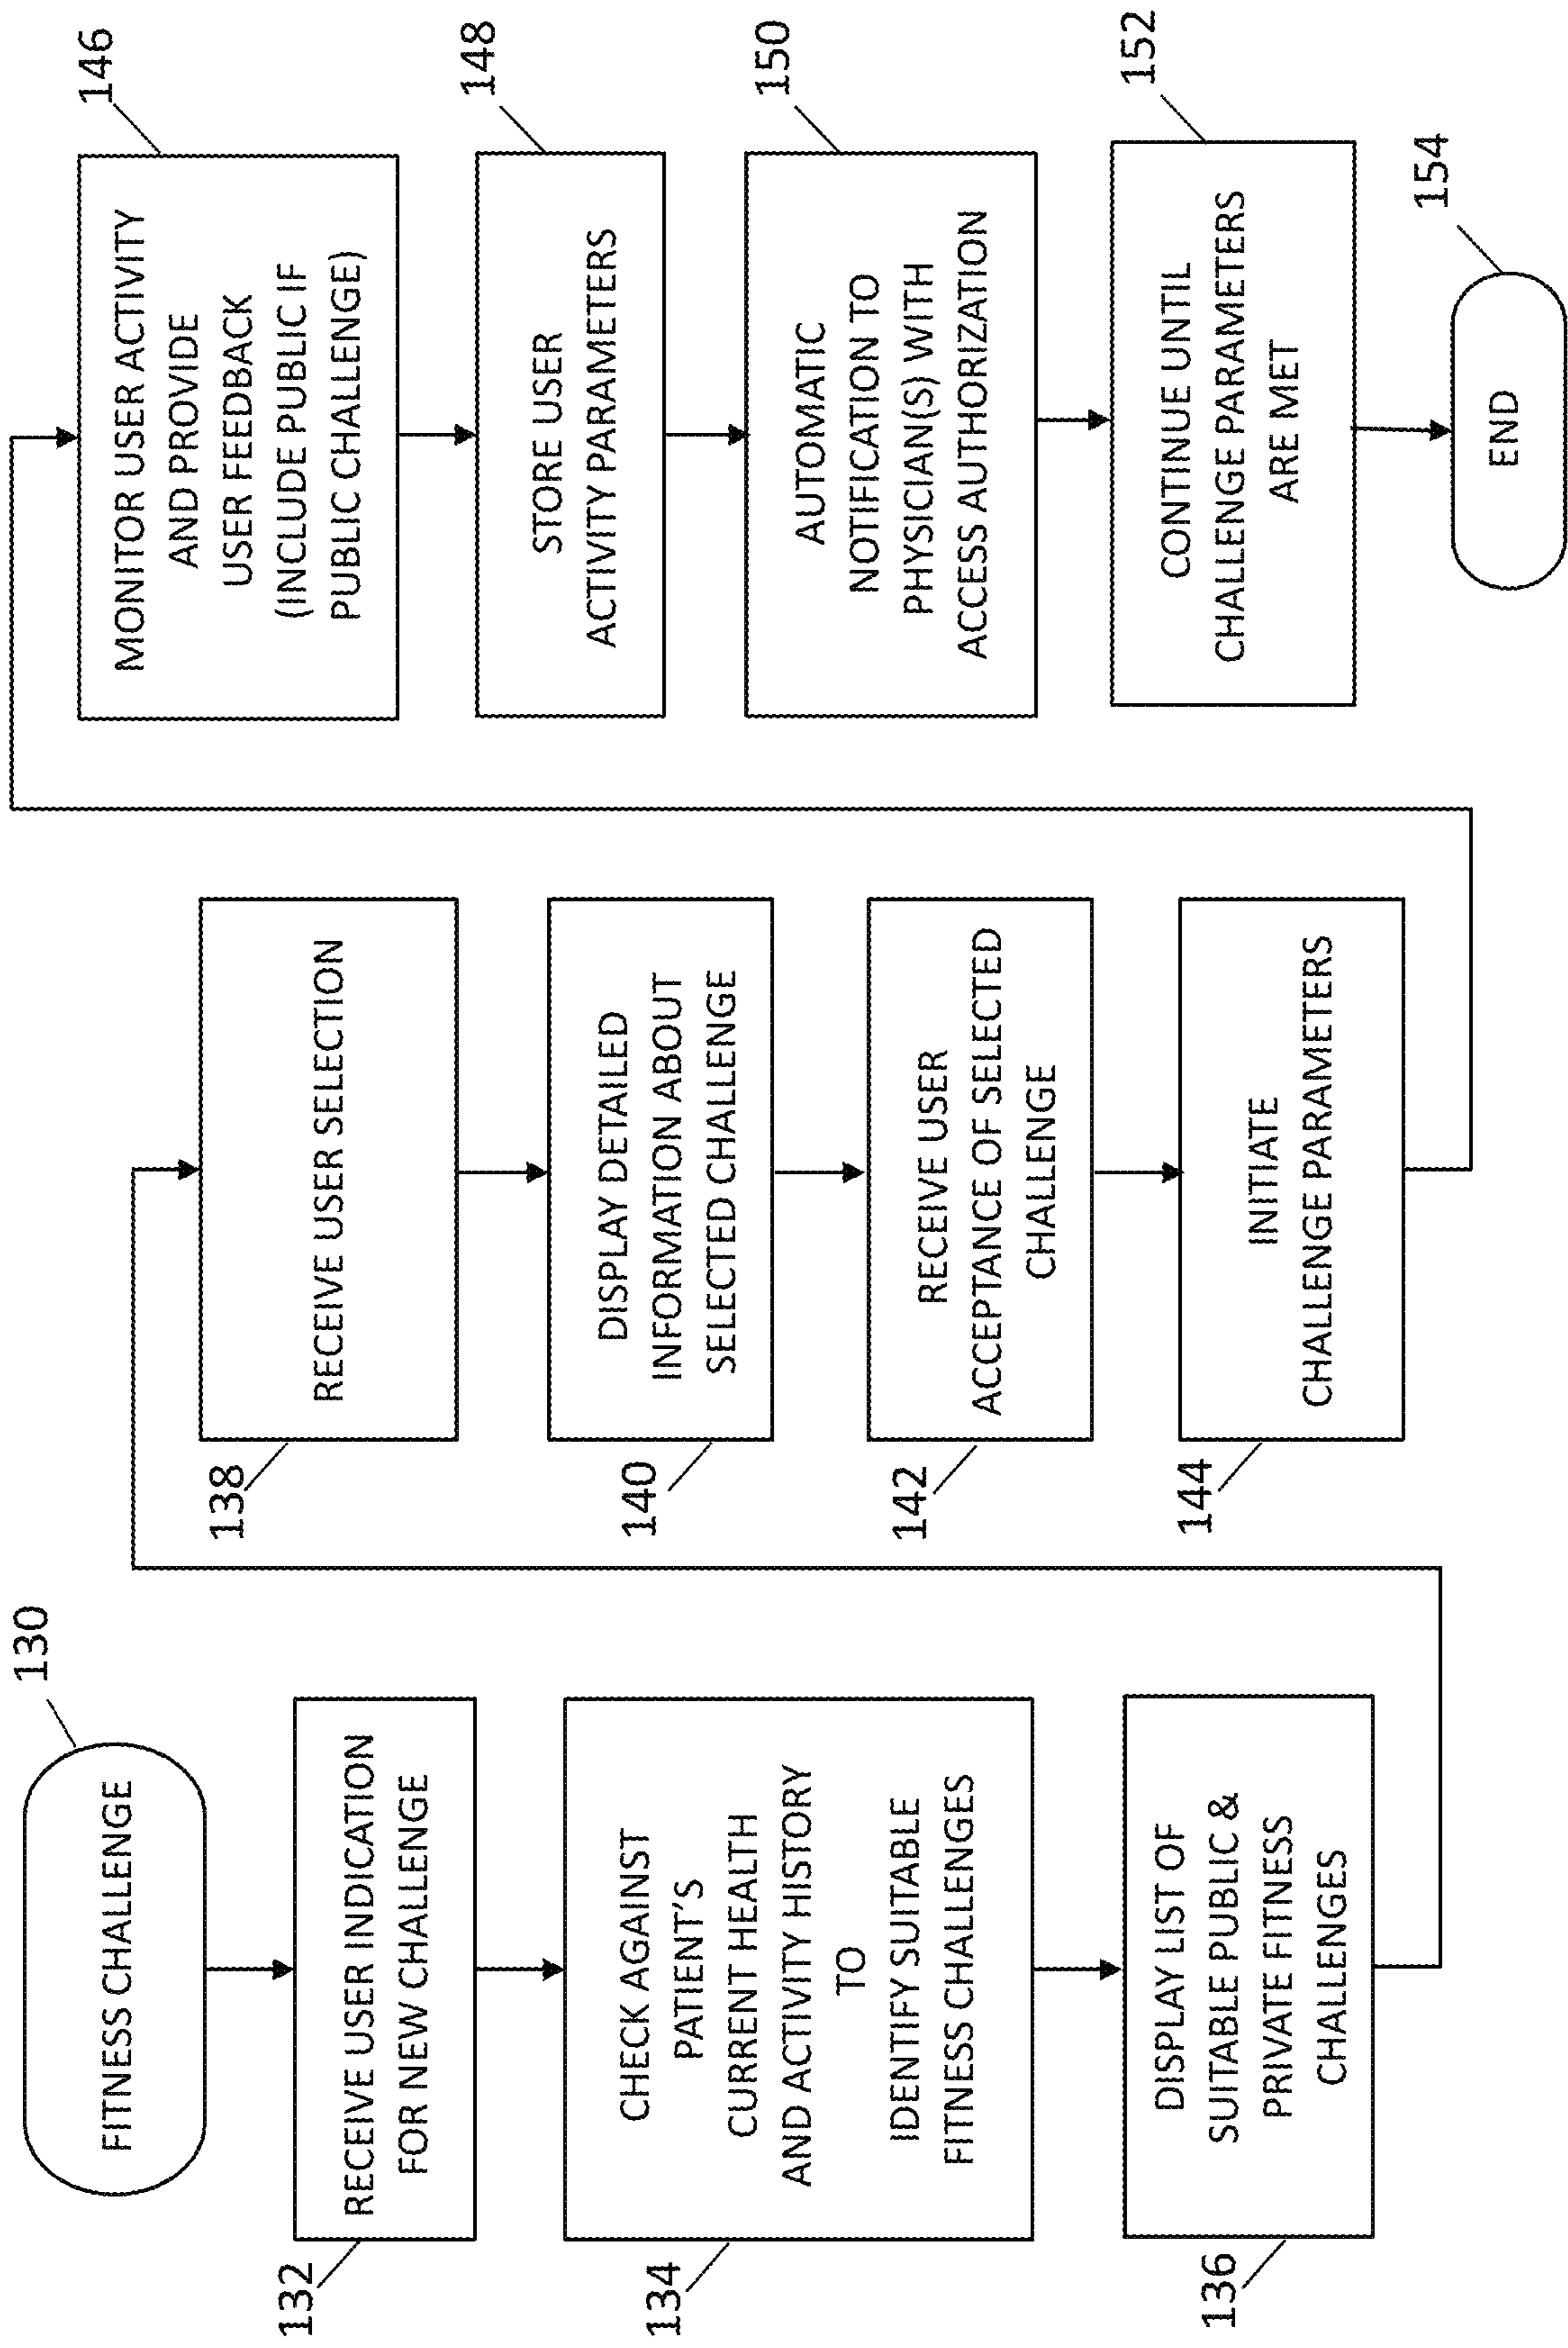 130
FITNESS CHALLENGE
132
RECEIVE USER INDICATION
FOR NEW CHALLENGE
134
CHECK AGAINST
PATIENT'S
CURRENT HEALTH
AND ACTIVITY HISTORY
TO
IDENTIFY SUITABLE
FITNESS CHALLENGES
136
DISPLAY LIST OF
SUITABLE PUBLIC &
PRIVATE FITNESS
CHALLENGES
138
RECEIVE USER SELECTION
140
DISPLAY DETAILED
INFORMATION ABOUT
SELECTED CHALLENGE
142
RECEIVE USER
ACCEPTANCE OF SELECTED
CHALLENGE
144
INITIATE
CHALLENGE PARAMETERS
146
MONITOR USER ACTIVITY
AND PROVIDE
USER FEEDBACK
(INCLUDE PUBLIC IF
PUBLIC CHALLENGE)
148
STORE USER
ACTIVITY PARAMETERS
150
AUTOMATIC
NOTIFICATION TO
PHYSICIAN(S) WITH
ACCESS AUTHORIZATION
152
CONTINUE UNTIL
CHALLENGE PARAMETERS
ARE MET
154
END